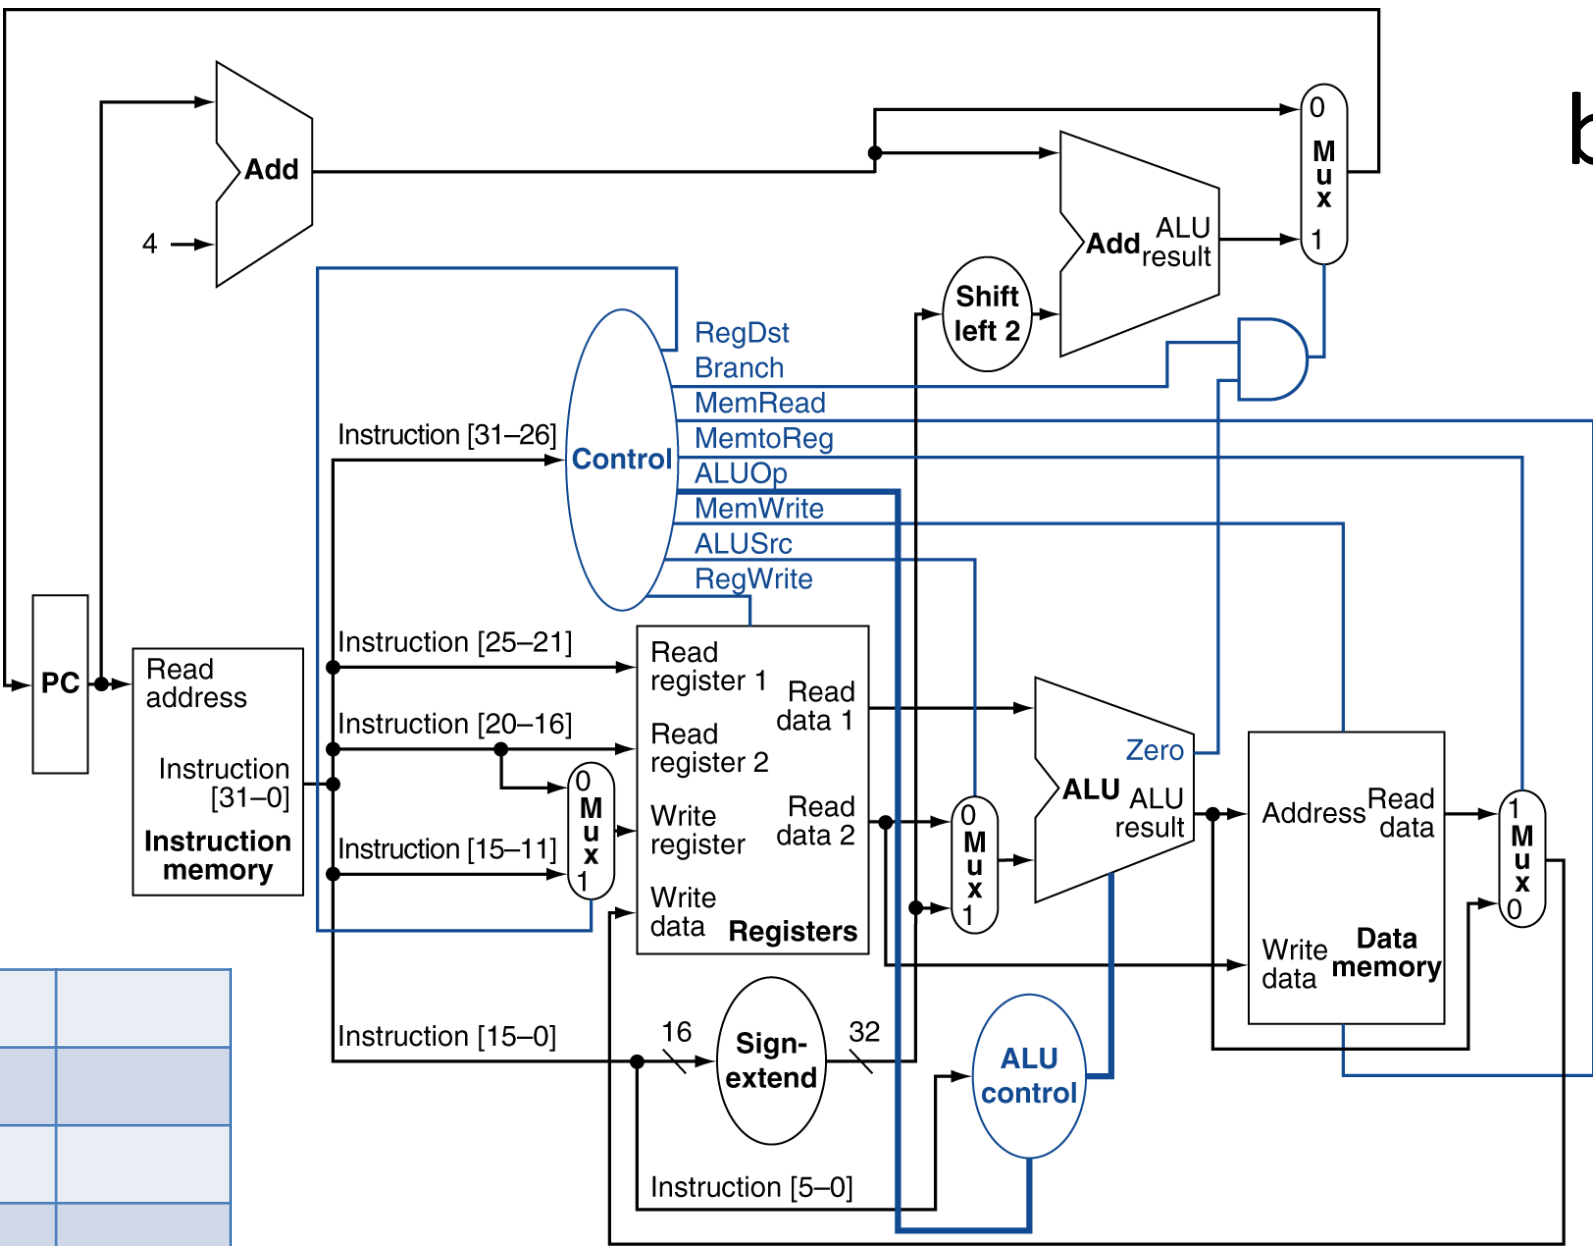 b
0
M
u
x
1
Add
4
Add
ALU
result
Shift
left 2
RegDst
Branch
MemRead
MemtoReg
ALUOp
MemWrite
ALUSrc
RegWrite
Instruction [31–26]
Control
PC
Read
address
Instruction
[31–0]
Instruction
memory
Instruction [25–21]
Instruction [20–16]
Instruction [15–11]
0
M
u
x
1
Read
register 1
Read
register 2
Write
register
Write
data
Read
data 1
Read
data 2
Registers
0
M
u
x
1
Zero
ALU
ALU
result
Address
Read
data
Write
data
Data
memory
1
M
u
x
0
Instruction [15–0]
16
Sign-
extend
32
ALU
control
Instruction [5–0]